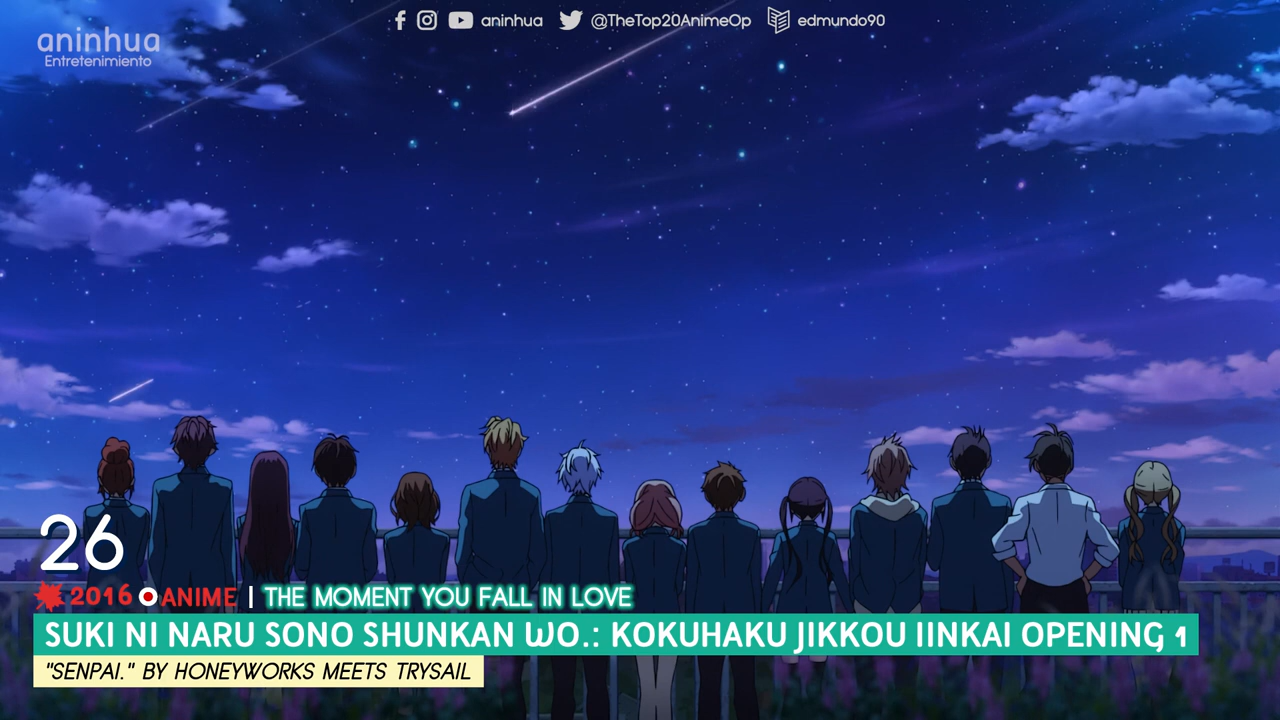 aninhua @TheTop20AnimeOp edmundo90
aninhua
Entretenimiento
26
2016 ANIME | THE MOMENT YOU FALL IN LOVE
SUKI NI NARU SONO SHUNKAN WO.: KOKUHAKU JIKKOU IINKAI OPENING 1
"SENPAI." BY HONEYWORKS MEETS TRYSAIL